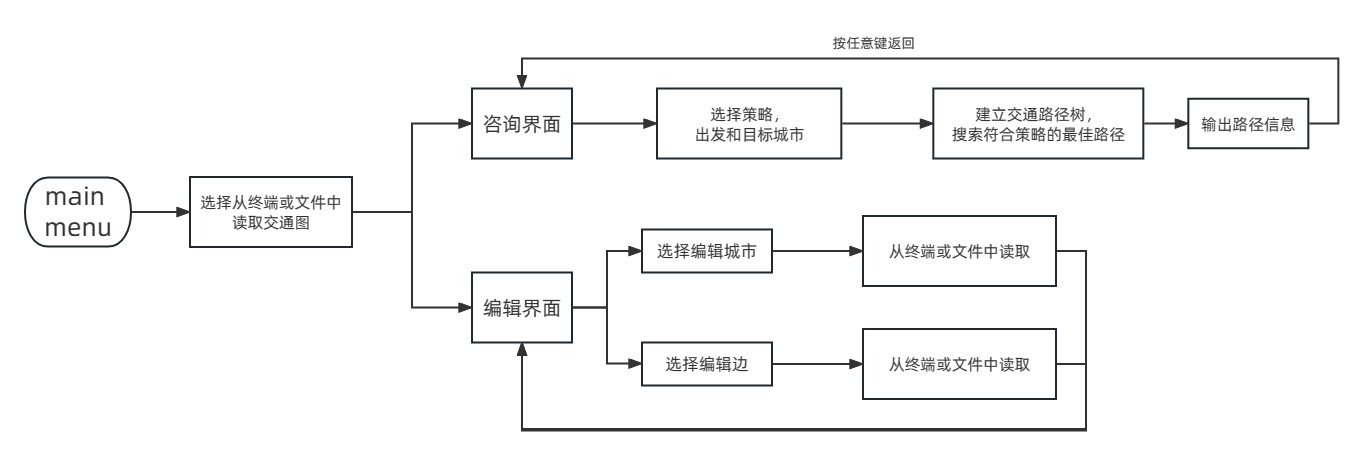 按任意键返回
咨询界面
选择策略,
出发和目标城市
建立交通路径树,
搜索符合策略的最佳路径
输出路径信息
main
menu
选择从终端或文件中
读取交通图
编辑界面
选择编辑城市
从终端或文件中读取
选择编辑边
从终端或文件中读取